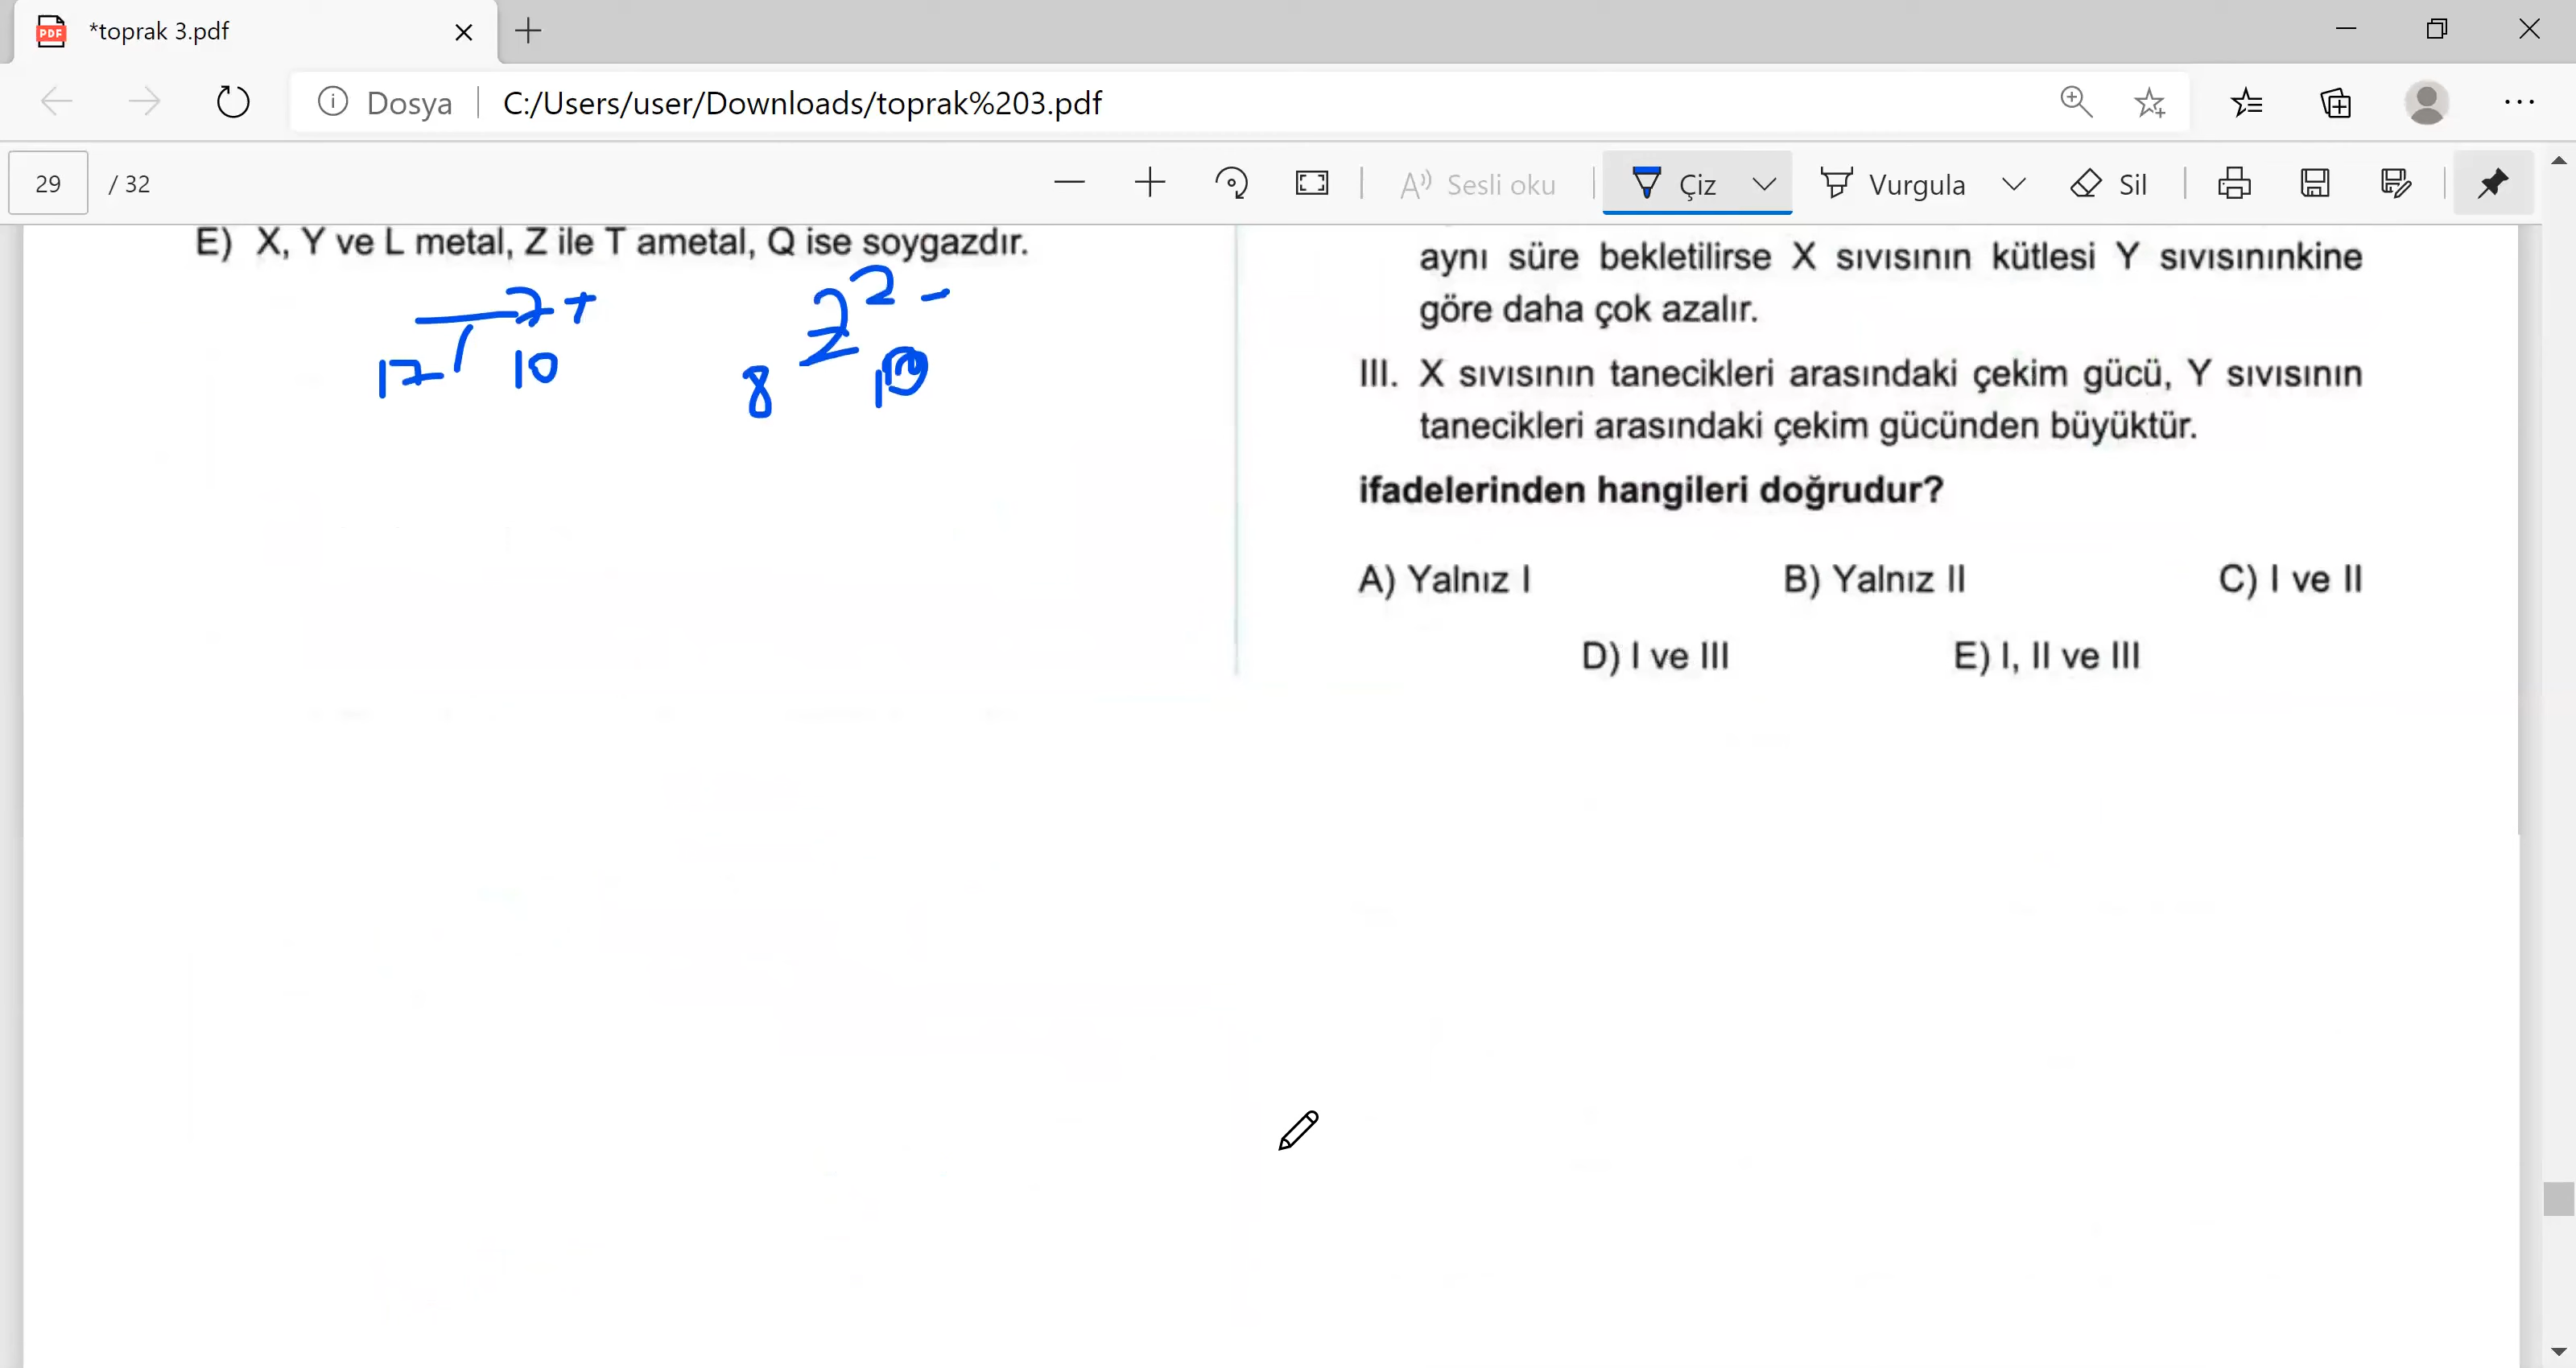 *toprak 3.pdf
Dosya C:/Users/user/Downloads/toprak%203.pdf
29 / 32 Sesli oku Çiz Vurgula Sil
E) X, Y ve L metal, Z ile T ametal, Q ise soygazdır.
7+
17 10
2-
8
aynı süre bekletilirse X sıvısının kütlesi Y sıvısınınkine
göre daha çok azalır.
III. X sıvısının tanecikleri arasındaki çekim gücü, Y sıvısının
tanecikleri arasındaki çekim gücünden büyüktür.
ifadelerinden hangileri doğrudur?
A) Yalnız I B) Yalnız II C) I ve II
D) I ve III E) I, II ve III